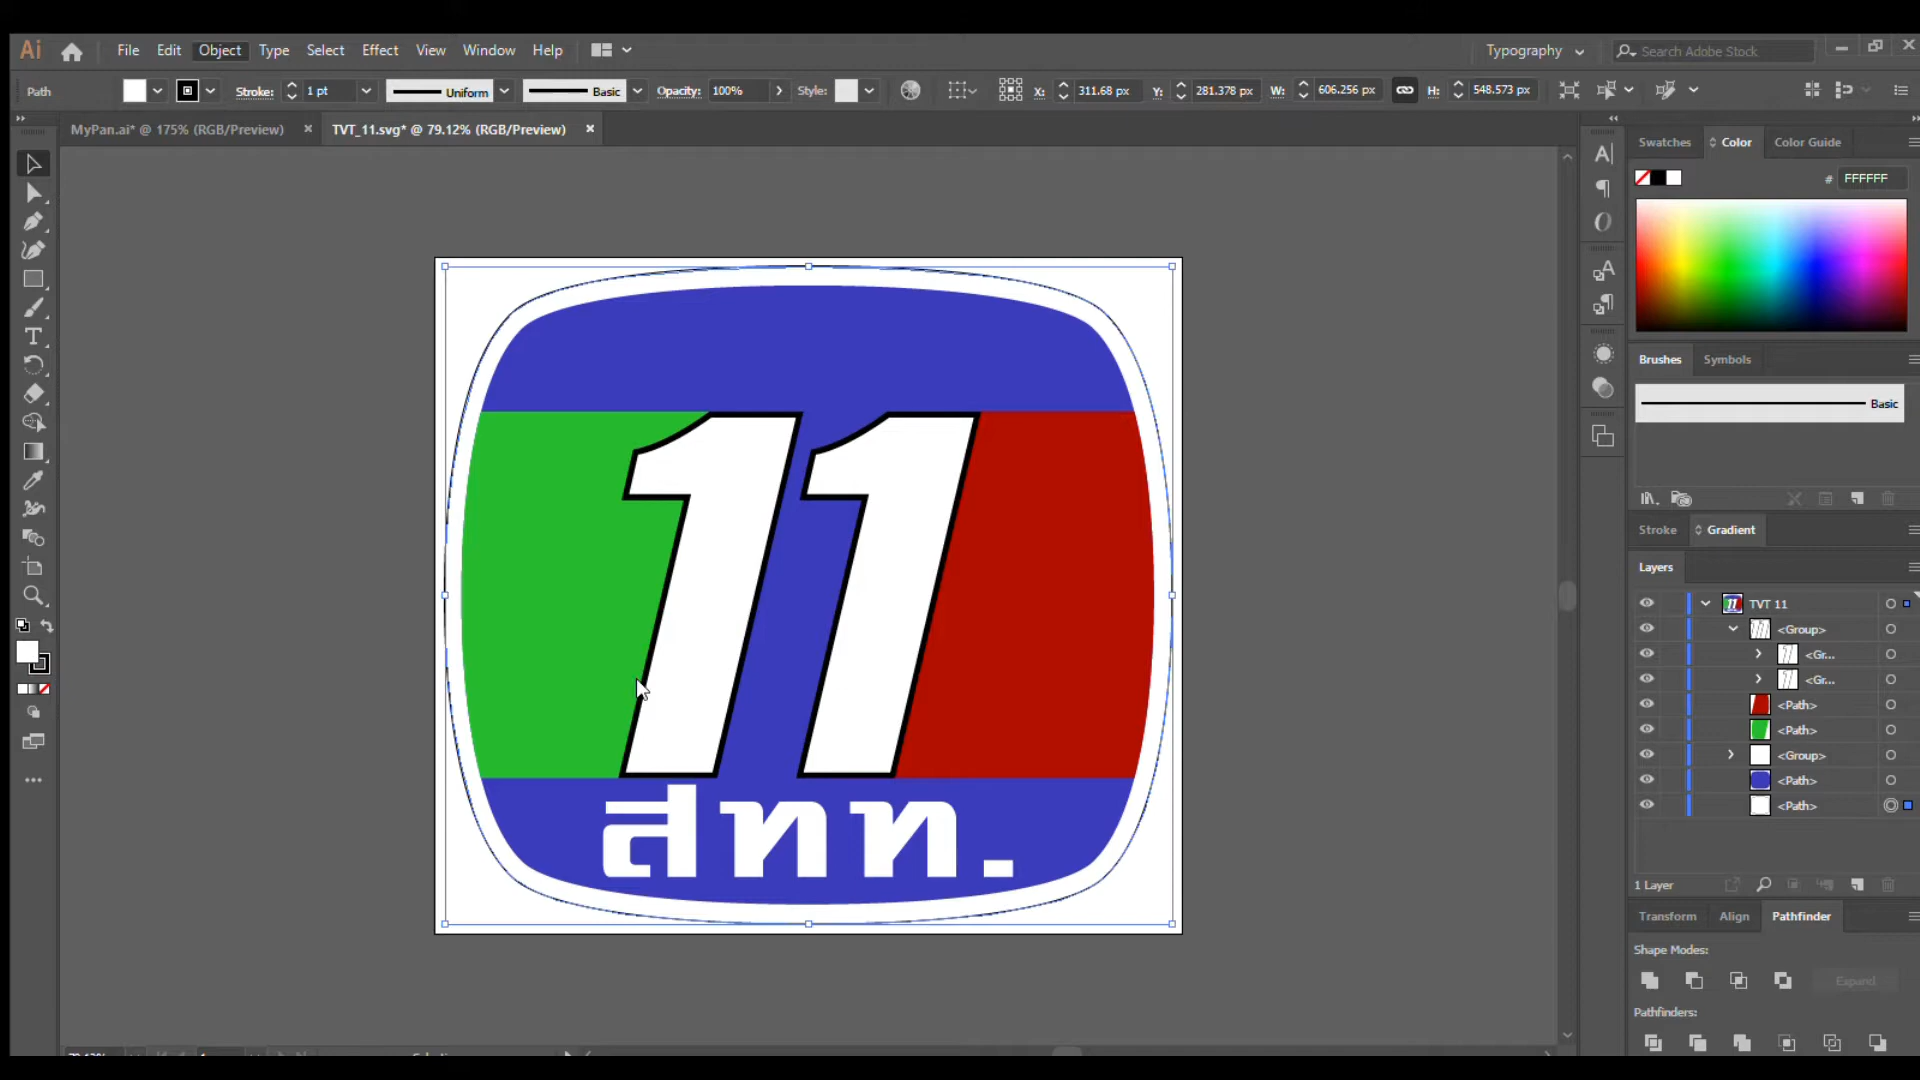 Ai File Edit Object Type Select Effect View Window Help Typography Search Adobe Stock
Path Stroke: 1 pt Uniform Basic Opacity: 100% Style: X: 311.68 px Y: 281.378 px W: 606.256 px H: 548.573 px
MyPan.ai* @ 175% (RGB/Preview) × TVT_11.svg* @ 79.12% (RGB/Preview) ×
Swatches Color Color Guide
# FFFFFF
Brushes Symbols
Basic
11
สทท.
Stroke Gradient
Layers
TVT 11
<Group>
<Gr...
<Gr...
<Path>
<Path>
<Group>
<Path>
<Path>
1 Layer
Transform Align Pathfinder
Shape Modes:
Expand
Pathfinders: